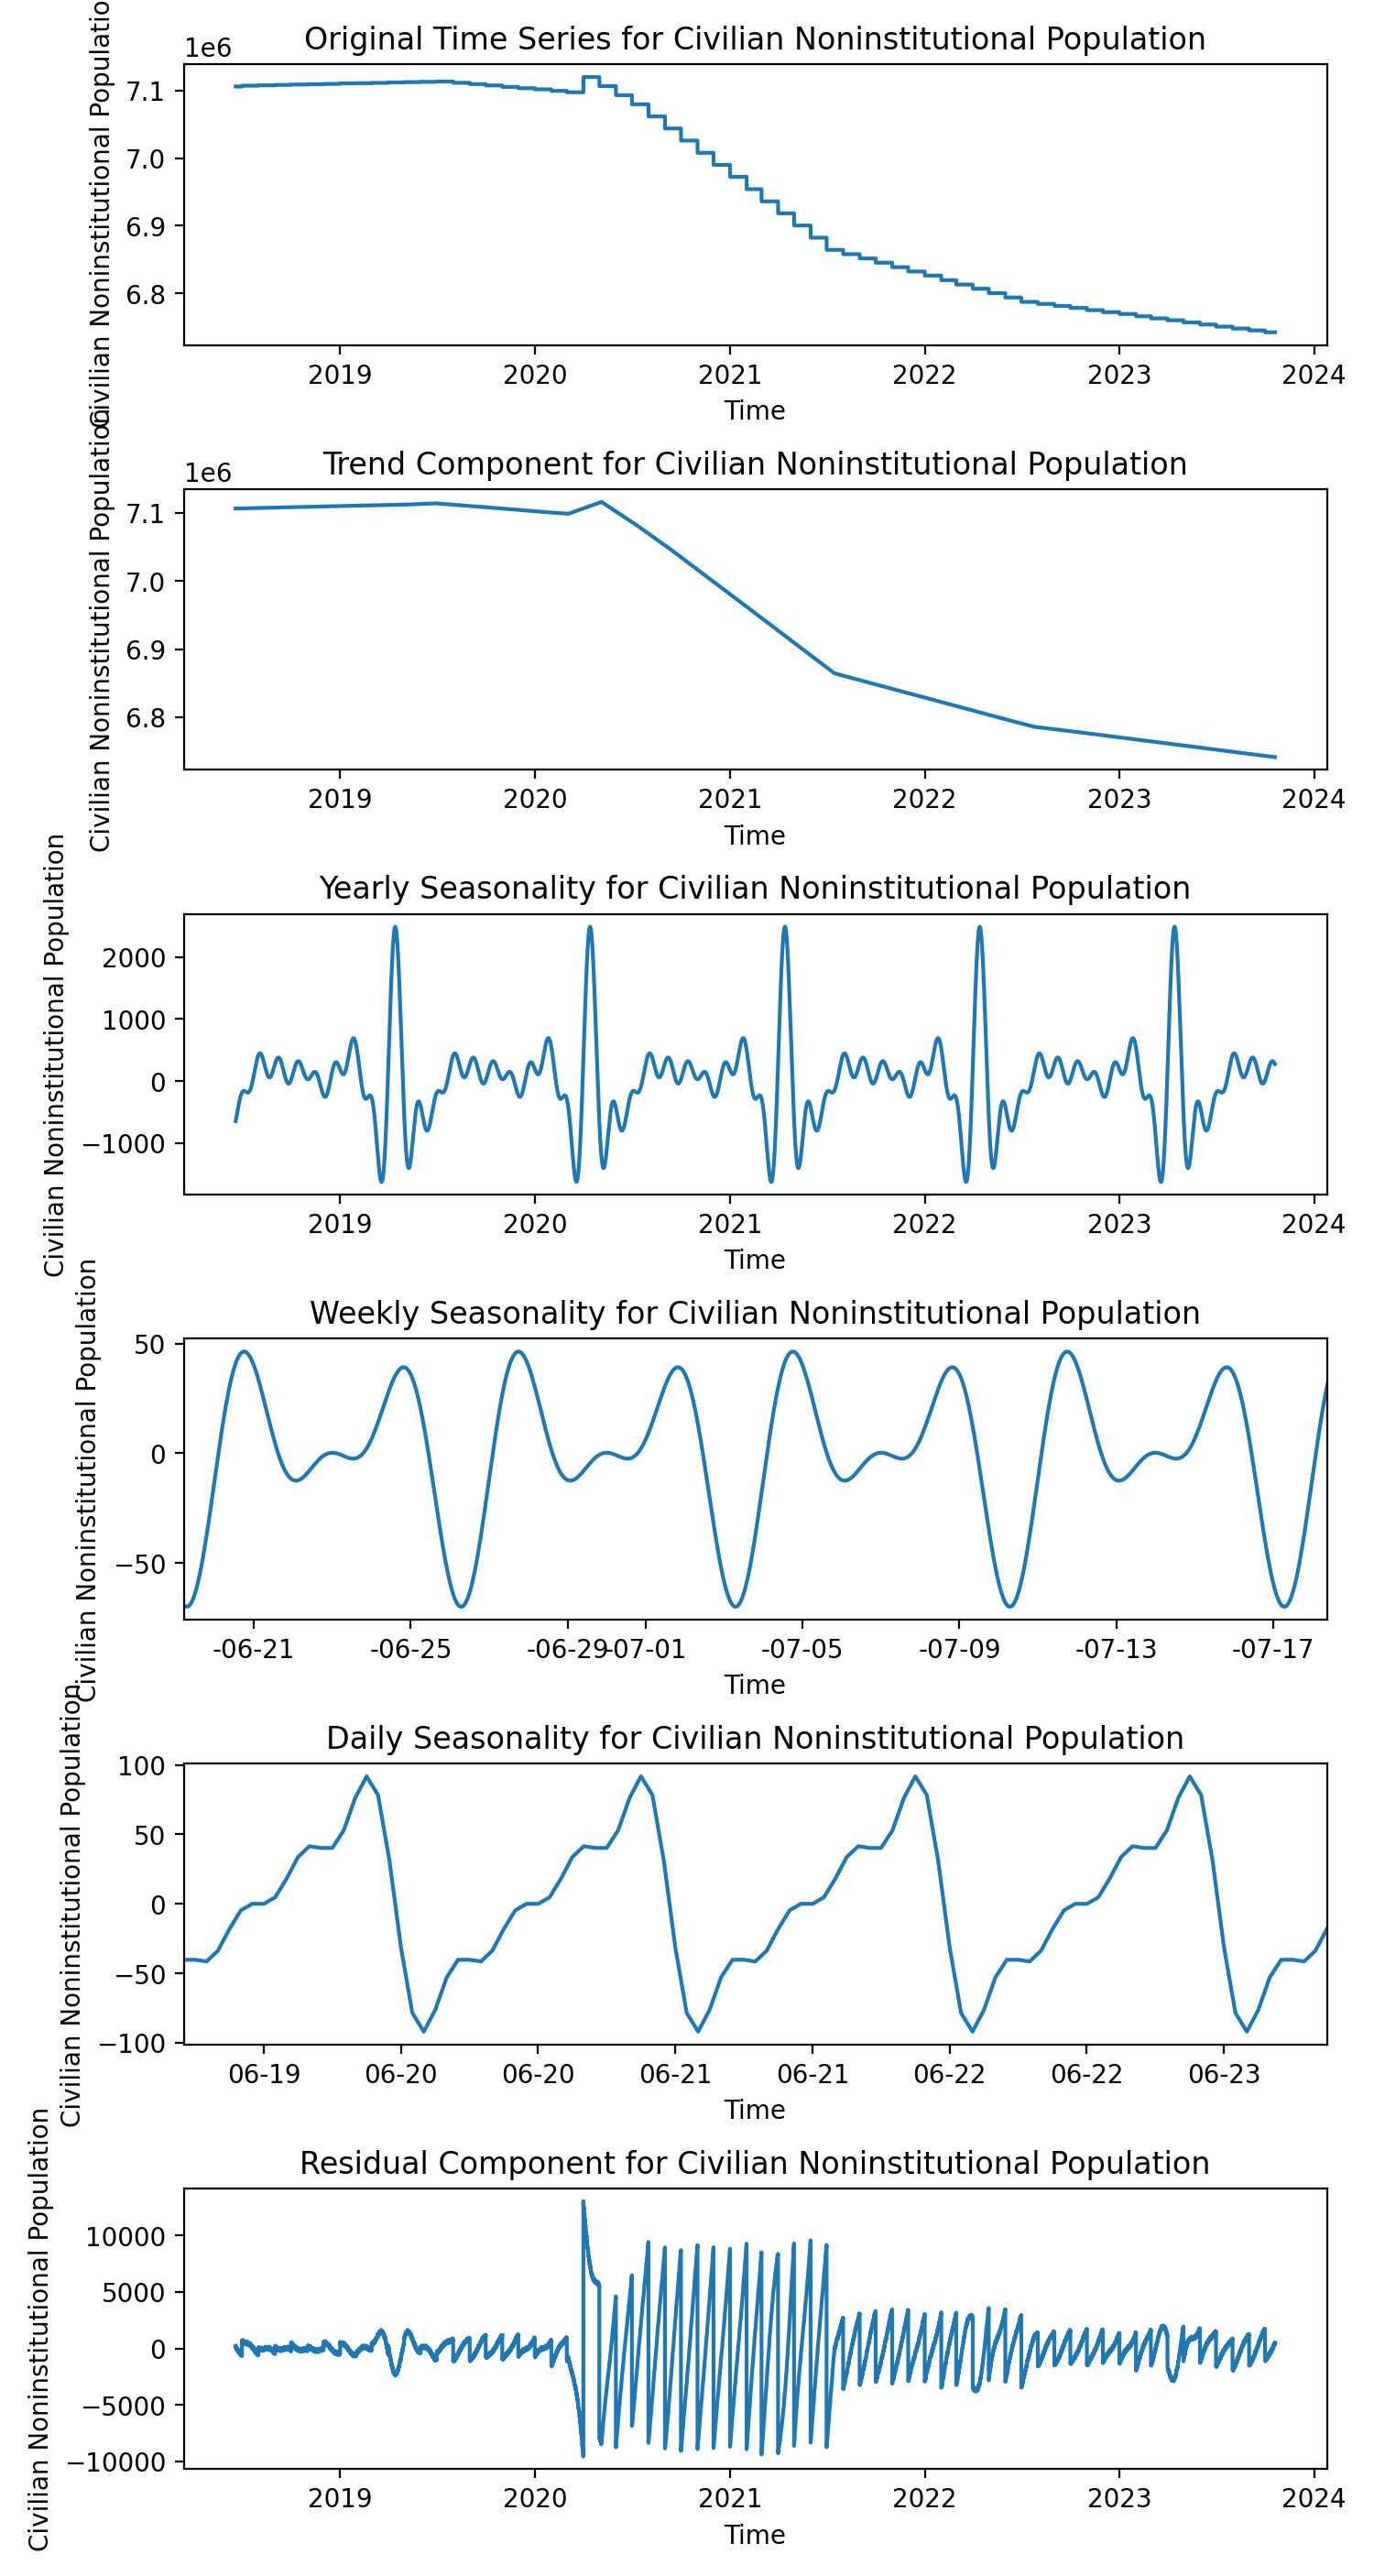 Original Time Series for Civilian Noninstitutional Population
1e6
Civilian Noninstitutional Populatio
7.1
7.0
6.9
6.8
2019 2020 2021 2022 2023 2024
Time
Trend Component for Civilian Noninstitutional Population
1e6
Civilian Noninstitutional Population
7.1
7.0
6.9
6.8
2019 2020 2021 2022 2023 2024
Time
Yearly Seasonality for Civilian Noninstitutional Population
Civilian Noninstitutional Population
2000
1000
0
−1000
2019 2020 2021 2022 2023 2024
Time
Weekly Seasonality for Civilian Noninstitutional Population
Civilian Noninstitutional Population
50
0
−50
-06-21 -06-25 -06-29 -07-01 -07-05 -07-09 -07-13 -07-17
Time
Daily Seasonality for Civilian Noninstitutional Population
Civilian Noninstitutional Population
100
50
0
−50
−100
06-19 06-20 06-20 06-21 06-21 06-22 06-22 06-23
Time
Residual Component for Civilian Noninstitutional Population
Civilian Noninstitutional Population
10000
5000
0
−5000
−10000
2019 2020 2021 2022 2023 2024
Time